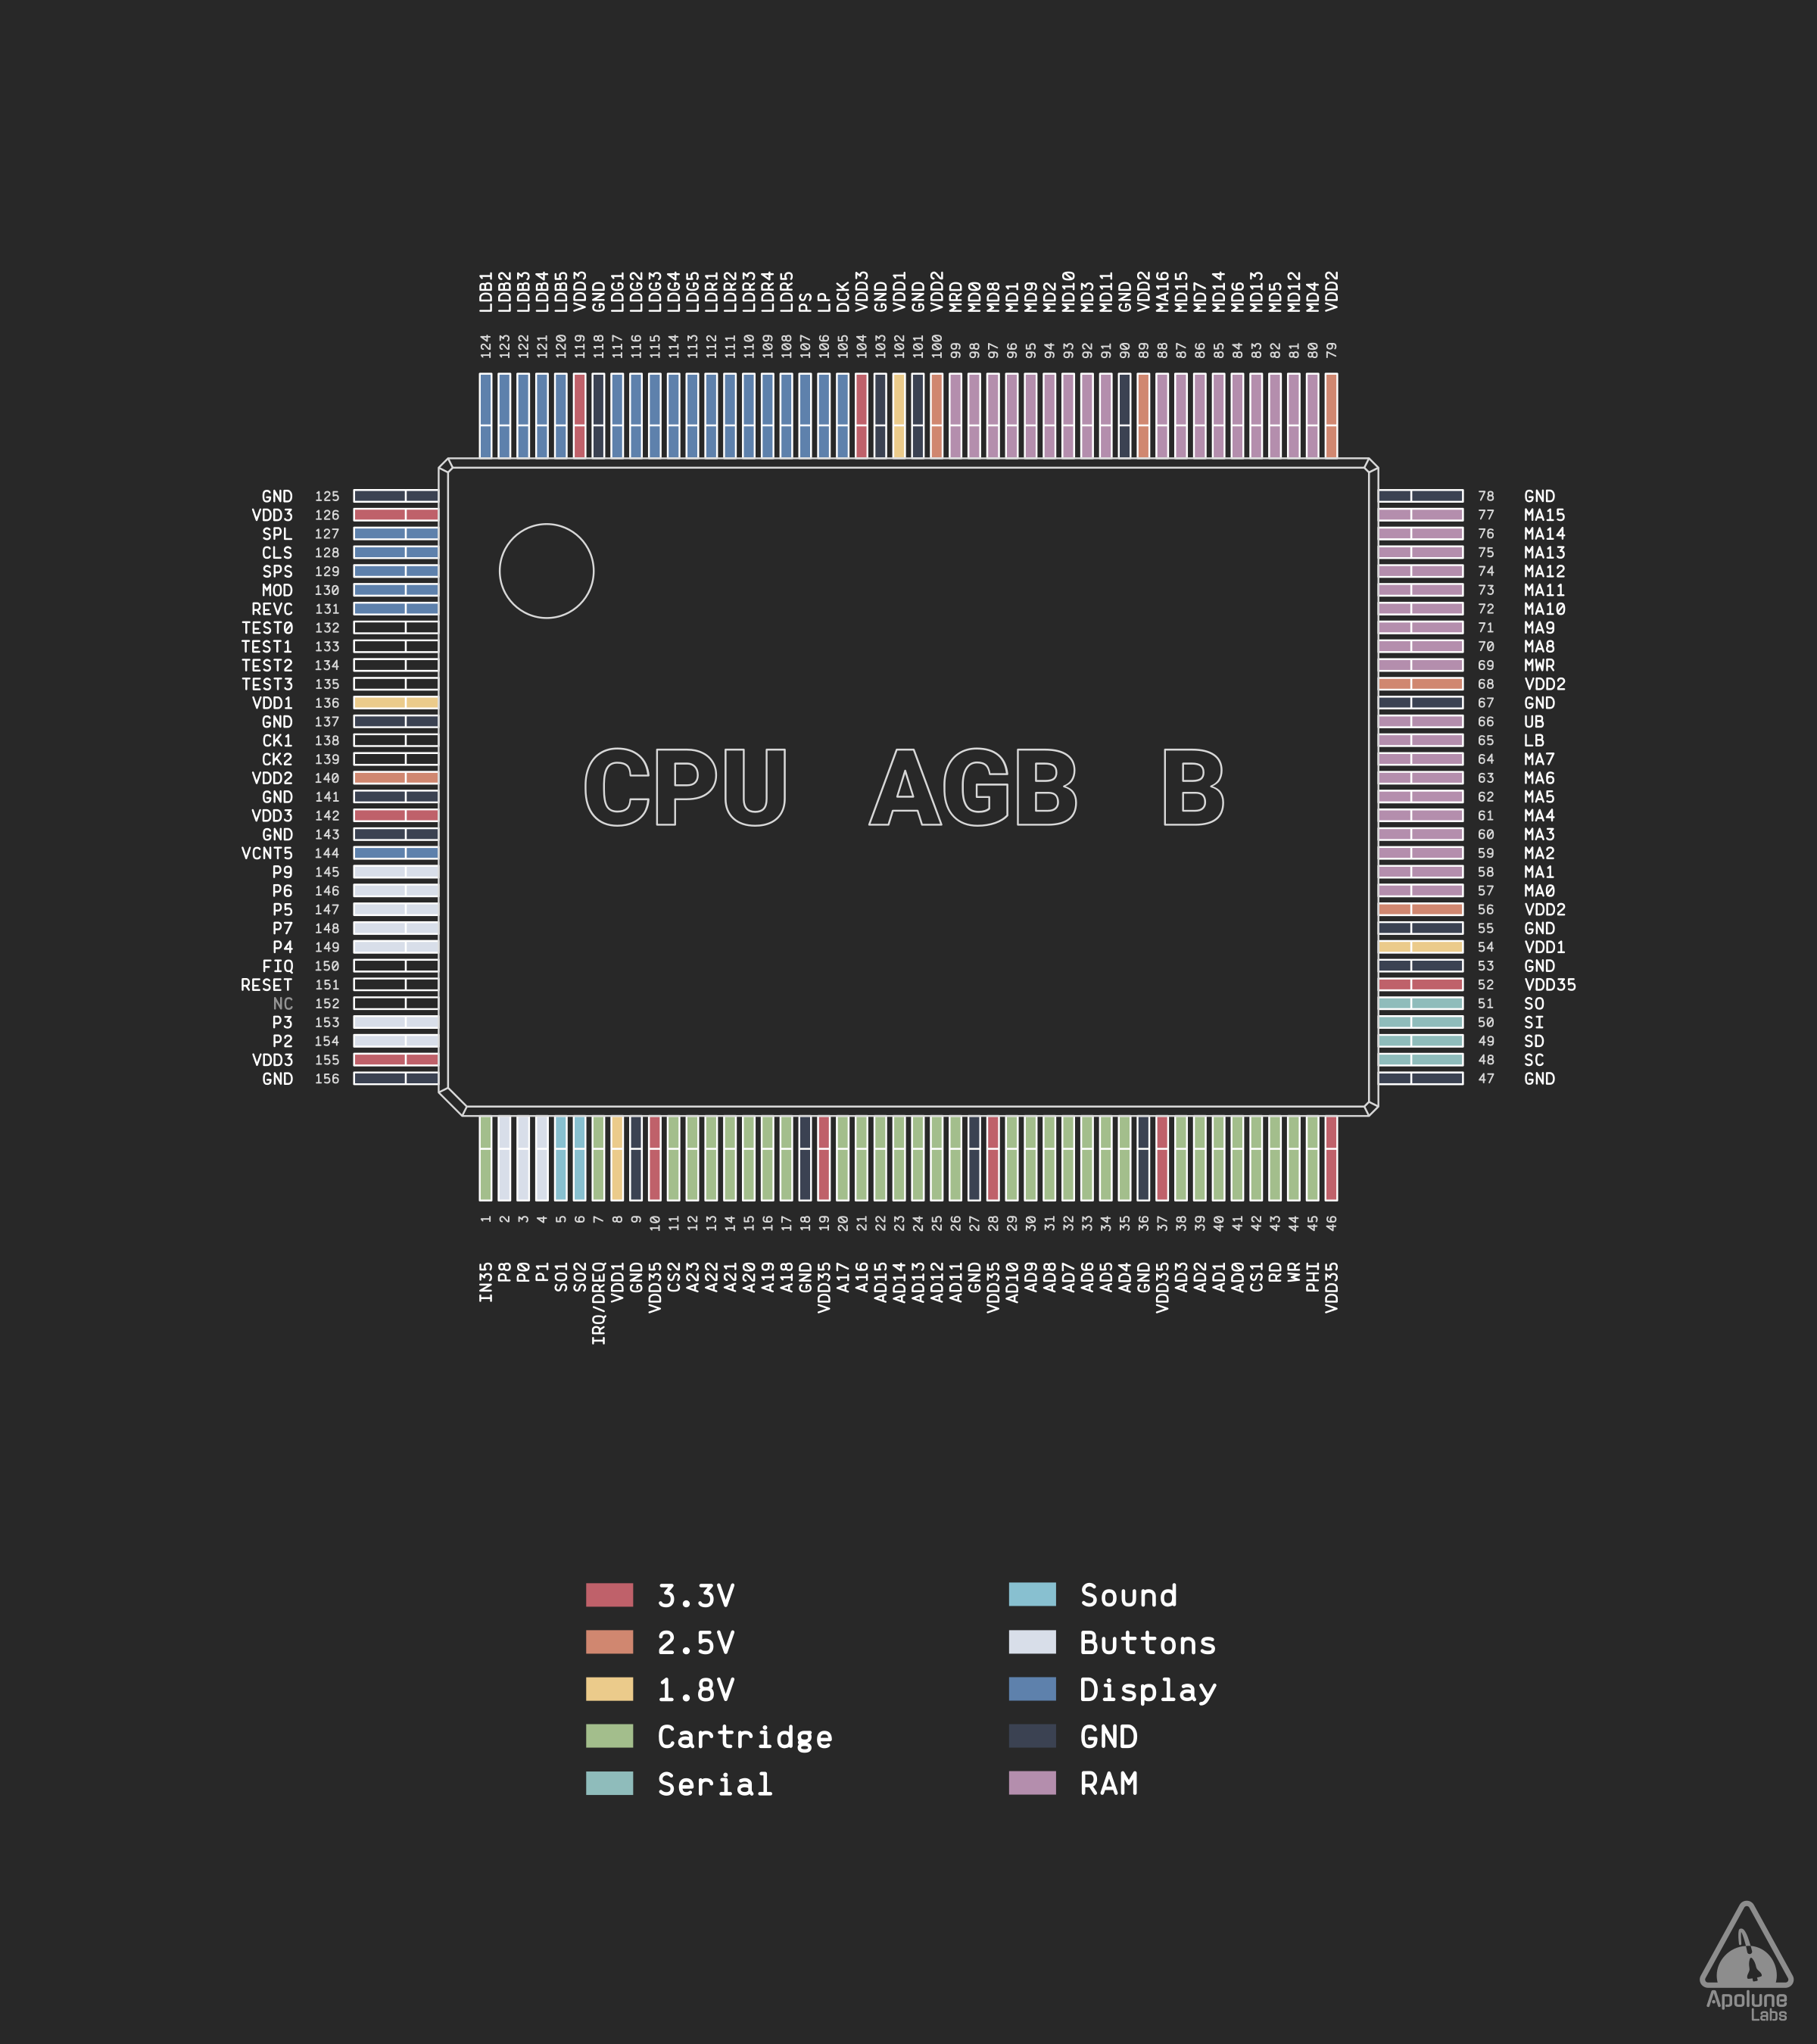 LDB1 LDB2 LDB3 LDB4 LDB5 VDD3 GND LDG1 LDG2 LDG3 LDG4 LDG5 LDR1 LDR2 LDR3 LDR4 LDR5 PS LP DCK VDD3 GND VDD1 GND VDD2 MRD MD0 MD8 MD1 MD9 MD2 MD10 MD3 MD11 GND VDD2 MA16 MD15 MD7 MD14 MD6 MD13 MD5 MD12 MD4 VDD2
124 123 122 121 120 119 118 117 116 115 114 113 112 111 110 109 108 107 106 105 104 103 102 101 100 99 98 97 96 95 94 93 92 91 90 89 88 87 86 85 84 83 82 81 80 79
GND 125 78 GND
VDD3 126 77 MA15
SPL 127 76 MA14
CLS 128 75 MA13
SPS 129 74 MA12
MOD 130 73 MA11
REVC 131 72 MA10
TEST0 132 71 MA9
TEST1 133 70 MA8
TEST2 134 69 MWR
TEST3 135 68 VDD2
VDD1 136 67 GND
GND 137 66 UB
CK1 138 65 LB
CK2 139 64 MA7
VDD2 140 63 MA6
GND 141 62 MA5
VDD3 142 61 MA4
GND 143 60 MA3
VCNT5 144 59 MA2
P9 145 58 MA1
P6 146 57 MA0
P5 147 56 VDD2
P7 148 55 GND
P4 149 54 VDD1
FIQ 150 53 GND
RESET 151 52 VDD35
NC 152 51 SO
P3 153 50 SI
P2 154 49 SD
VDD3 155 48 SC
GND 156 47 GND
CPU AGB B
1 2 3 4 5 6 7 8 9 10 11 12 13 14 15 16 17 18 19 20 21 22 23 24 25 26 27 28 29 30 31 32 33 34 35 36 37 38 39 40 41 42 43 44 45 46
IN35 P8 P0 P1 SO1 SO2 IRQ/DREQ VDD1 GND VDD35 CS2 A23 A22 A21 A20 A19 A18 GND VDD35 A17 A16 AD15 AD14 AD13 AD12 AD11 GND VDD35 AD10 AD9 AD8 AD7 AD6 AD5 AD4 GND VDD35 AD3 AD2 AD1 AD0 CS1 RD WR PHI VDD35
3.3V Sound
2.5V Buttons
1.8V Display
Cartridge GND
Serial RAM
Apolune
Labs